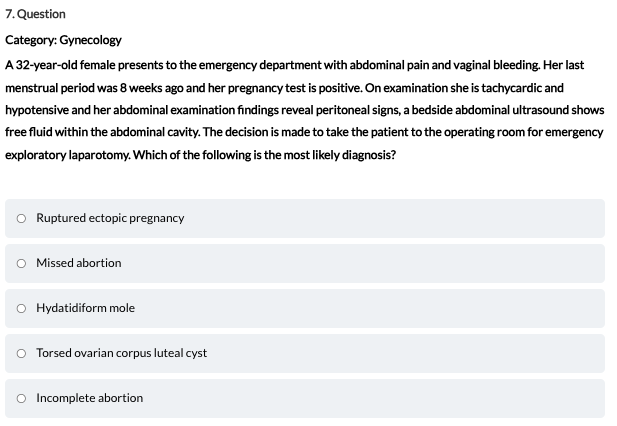 7. Question
Category: Gynecology
A 32-year-old female presents to the emergency department with abdominal pain and vaginal bleeding. Her last
menstrual period was 8 weeks ago and her pregnancy test is positive. On examination she is tachycardic and
hypotensive and her abdominal examination findings reveal peritoneal signs, a bedside abdominal ultrasound shows
free fluid within the abdominal cavity. The decision is made to take the patient to the operating room for emergency
exploratory laparotomy. Which of the following is the most likely diagnosis?
Ruptured ectopic pregnancy
Missed abortion
Hydatidiform mole
Torsed ovarian corpus luteal cyst
Incomplete abortion